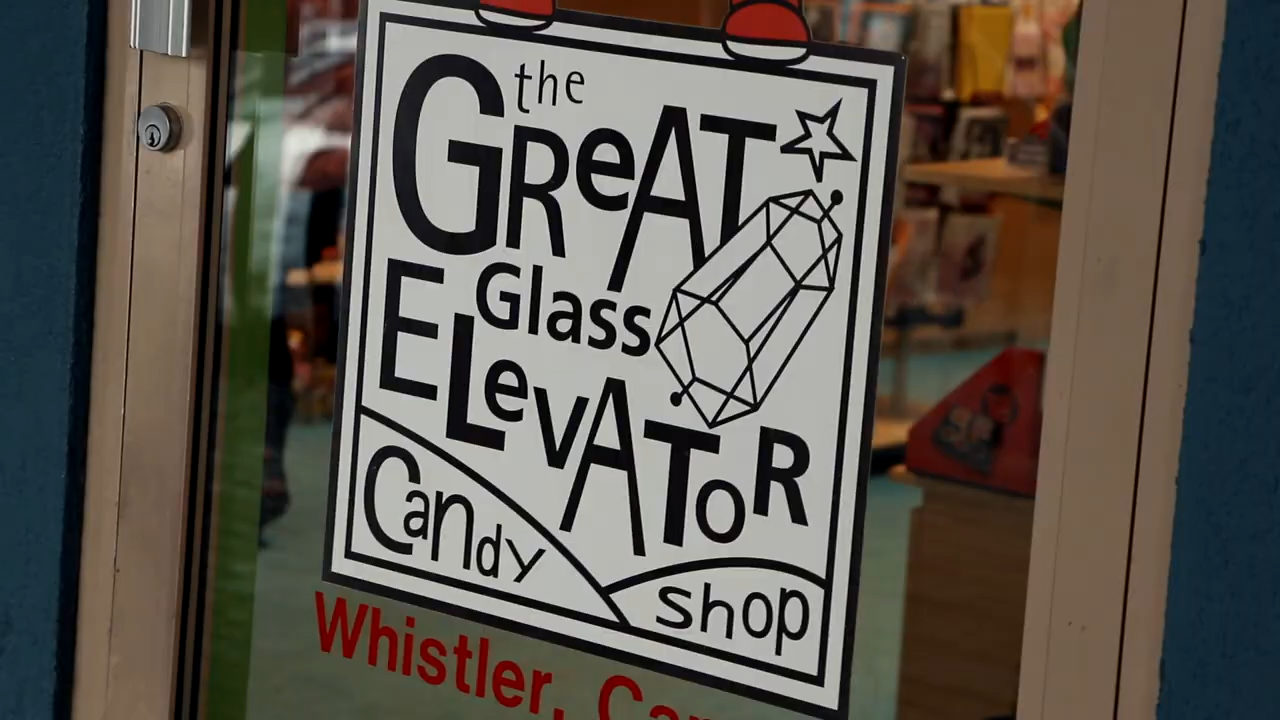 the
GReAT
Glass
ELevATOR
Candy
shop
Whistler,